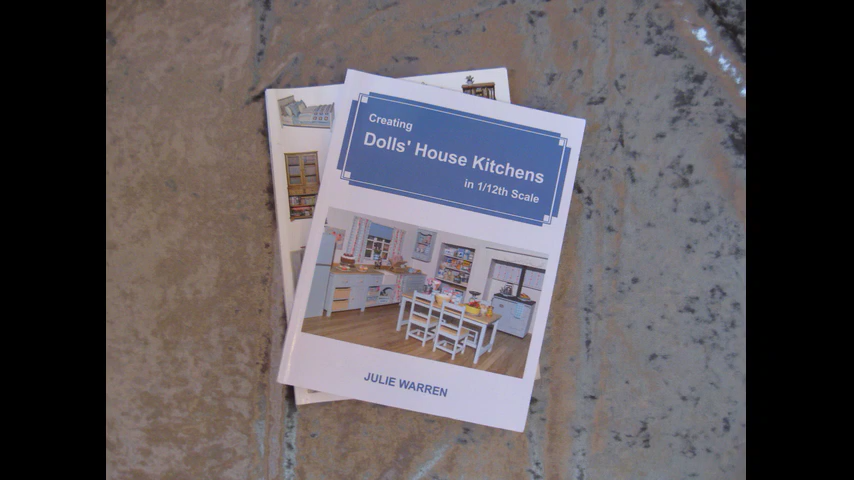 Creating
Dolls' House Kitchens
in 1/12th Scale
JULIE WARREN